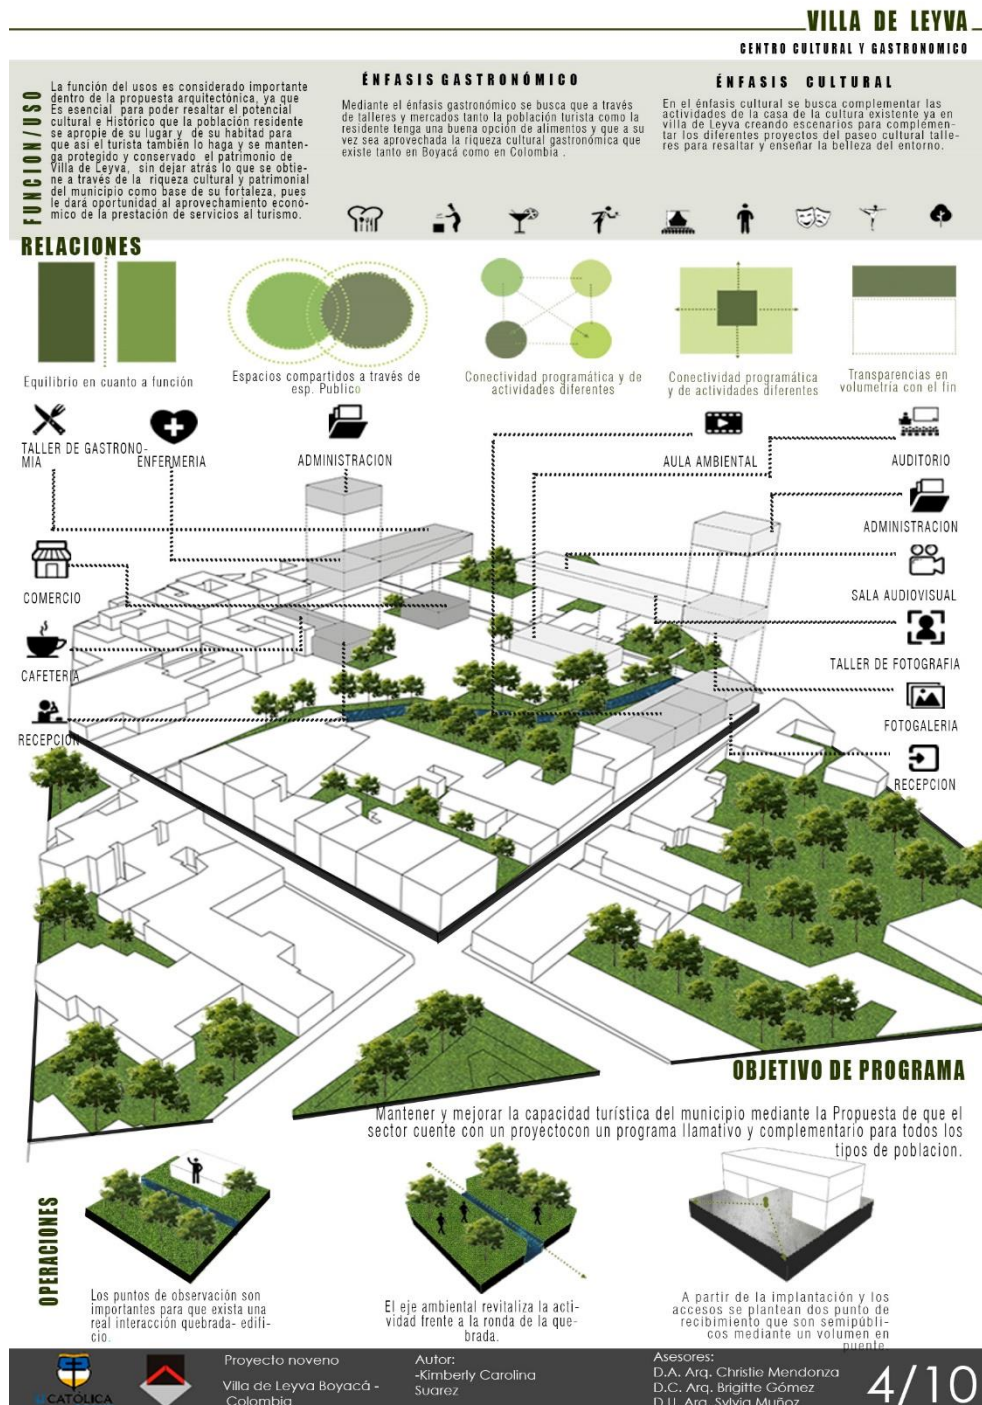 VILLA DE LEYVA
CENTRO CULTURAL Y GASTRONOMICO
FUNCION/USO
La función del usos es considerado importante
dentro de la propuesta arquitectónica, ya que
Es esencial para poder resaltar el potencial
cultural e Histórico que la población residente
se apropie de su lugar y de su habitad para
que asi el turista también lo haga y se manten-
ga protegido y conservado el patrimonio de
Villa de Leyva, sin dejar atrás lo que se obtie-
ne a través de la riqueza cultural y patrimonial
del municipio como base de su fortaleza, pues
le dará oportunidad al aprovechamiento econó-
mico de la prestación de servicios al turismo.
ÉNFASIS GASTRONÓMICO
Mediante el énfasis gastronómico se busca que a través
de talleres y mercados tanto la población turista como la
residente tenga una buena opción de alimentos y que a su
vez sea aprovechada la riqueza cultural gastronómica que
existe tanto en Boyacá como en Colombia .
ÉNFASIS CULTURAL
En el énfasis cultural se busca complementar las
actividades de la casa de la cultura existente ya en
villa de Leyva creando escenarios para complemen-
tar los diferentes proyectos del paseo cultural talle-
res para resaltar y enseñar la belleza del entorno.
RELACIONES
Equilibrio en cuanto a función
Espacios compartidos a través de
esp. Publico
Conectividad programática y de
actividades diferentes
Conectividad programática
y de actividades diferentes
Transparencias en
volumetría con el fin
TALLER DE GASTRONO-
MIA
ENFERMERIA
ADMINISTRACION
AULA AMBIENTAL
AUDITORIO
ADMINISTRACION
COMERCIO
SALA AUDIOVISUAL
CAFETERIA
TALLER DE FOTOGRAFIA
FOTOGALERIA
RECEPCION
RECEPCION
OBJETIVO DE PROGRAMA
Mantener y mejorar la capacidad turística del municipio mediante la Propuesta de que el
sector cuente con un proyectocon un programa llamativo y complementario para todos los
tipos de poblacion.
OPERACIONES
Los puntos de observación son
importantes para que exista una
real interacción quebrada- edifi-
cio.
El eje ambiental revitaliza la acti-
vidad frente a la ronda de la que-
brada.
A partir de la implantación y los
accesos se plantean dos punto de
recibimiento que son semipúbli-
cos mediante un volumen en
puente.
U CATÓLICA
Proyecto noveno
Villa de Leyva Boyacá -
Colombia
Autor:
-Kimberly Carolina
Suarez
Asesores:
D.A. Arq. Christie Mendonza
D.C. Arq. Brigitte Gómez
D.U. Arq. Sylvia Muñoz
4/10